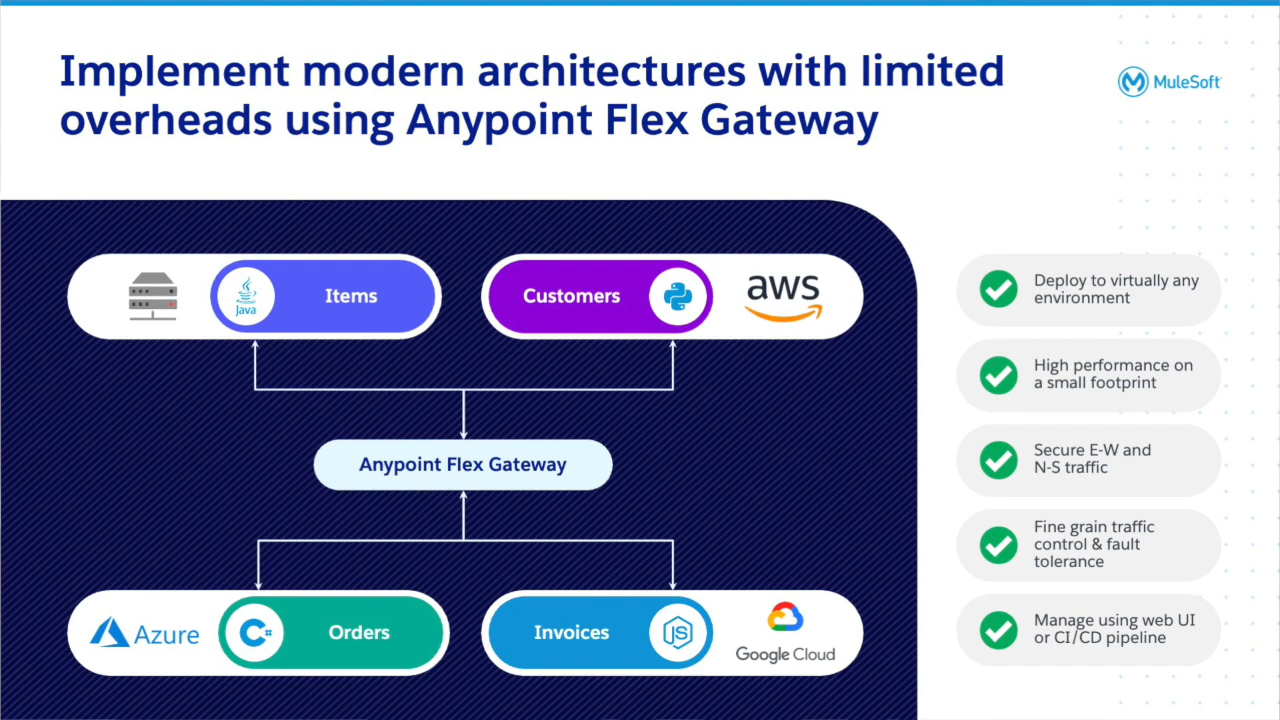 Implement modern architectures with limited
overheads using Anypoint Flex Gateway
MuleSoft
Java
Items
Customers
aws
Anypoint Flex Gateway
Azure
C#
Orders
Invoices
JS
Google Cloud
Deploy to virtually any
environment
High performance on
a small footprint
Secure E-W and
N-S traffic
Fine grain traffic
control & fault
tolerance
Manage using web UI
or CI/CD pipeline